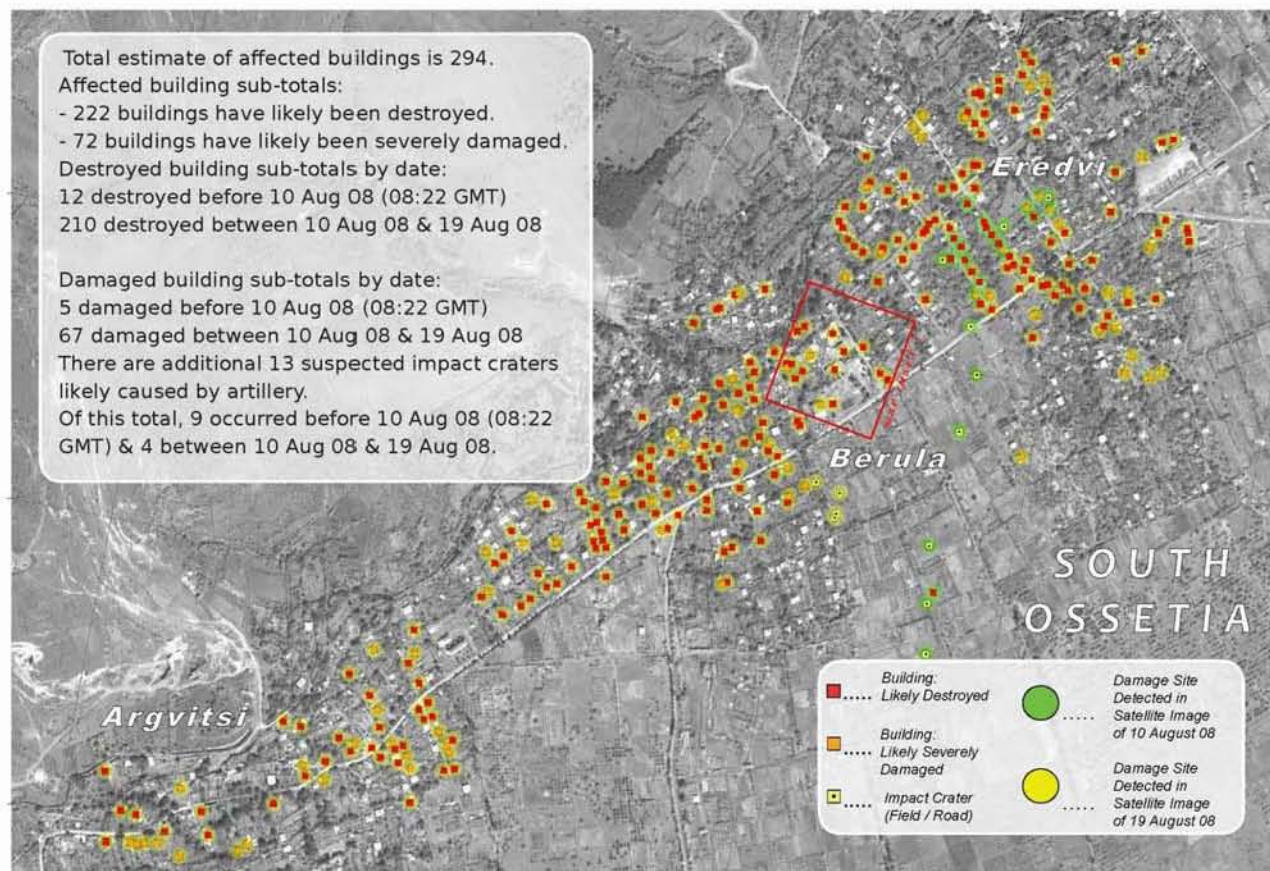 Total estimate of affected buildings is 294.
Affected building sub-totals:
- 222 buildings have likely been destroyed.
- 72 buildings have likely been severely damaged.
Destroyed building sub-totals by date:
12 destroyed before 10 Aug 08 (08:22 GMT)
210 destroyed between 10 Aug 08 & 19 Aug 08
Damaged building sub-totals by date:
5 damaged before 10 Aug 08 (08:22 GMT)
67 damaged between 10 Aug 08 & 19 Aug 08
There are additional 13 suspected impact craters
likely caused by artillery.
Of this total, 9 occurred before 10 Aug 08 (08:22
GMT) & 4 between 10 Aug 08 & 19 Aug 08.
Eredvi
Berula
SOUTH
OSSETIA
Argvitsi
Building:
Likely Destroyed
Building:
Likely Severely
Damaged
Impact Crater
(Field / Road)
Damage Site
Detected in
Satellite Image
of 10 August 08
Damage Site
Detected in
Satellite Image
of 19 August 08